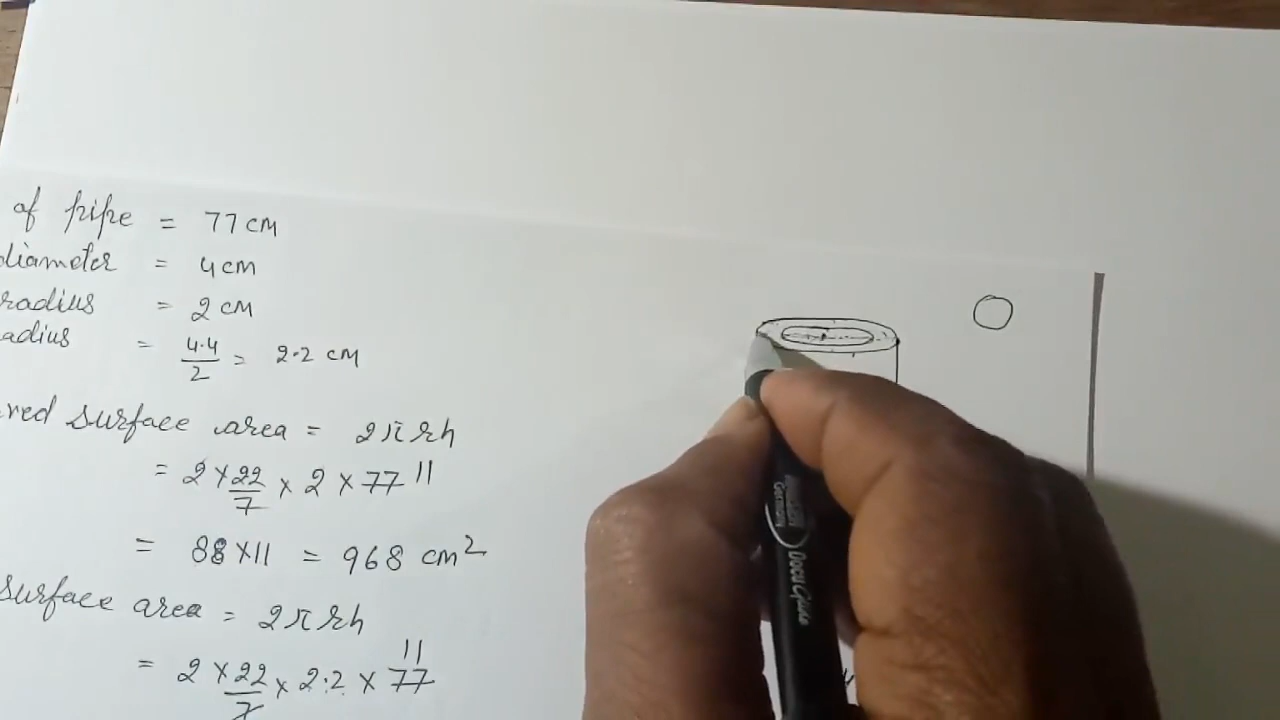 of pipe = 77 cm
diameter = 4 cm
radius = 2 cm
adius = 4.4/2 = 2.2 cm
red surface area = 2πrh
= 2 × 22/7 × 2 × 77 11
= 88 × 11 = 968 cm²
surface area = 2πrh
= 2 × 22/7 × 2.2 × 77 11
Germany